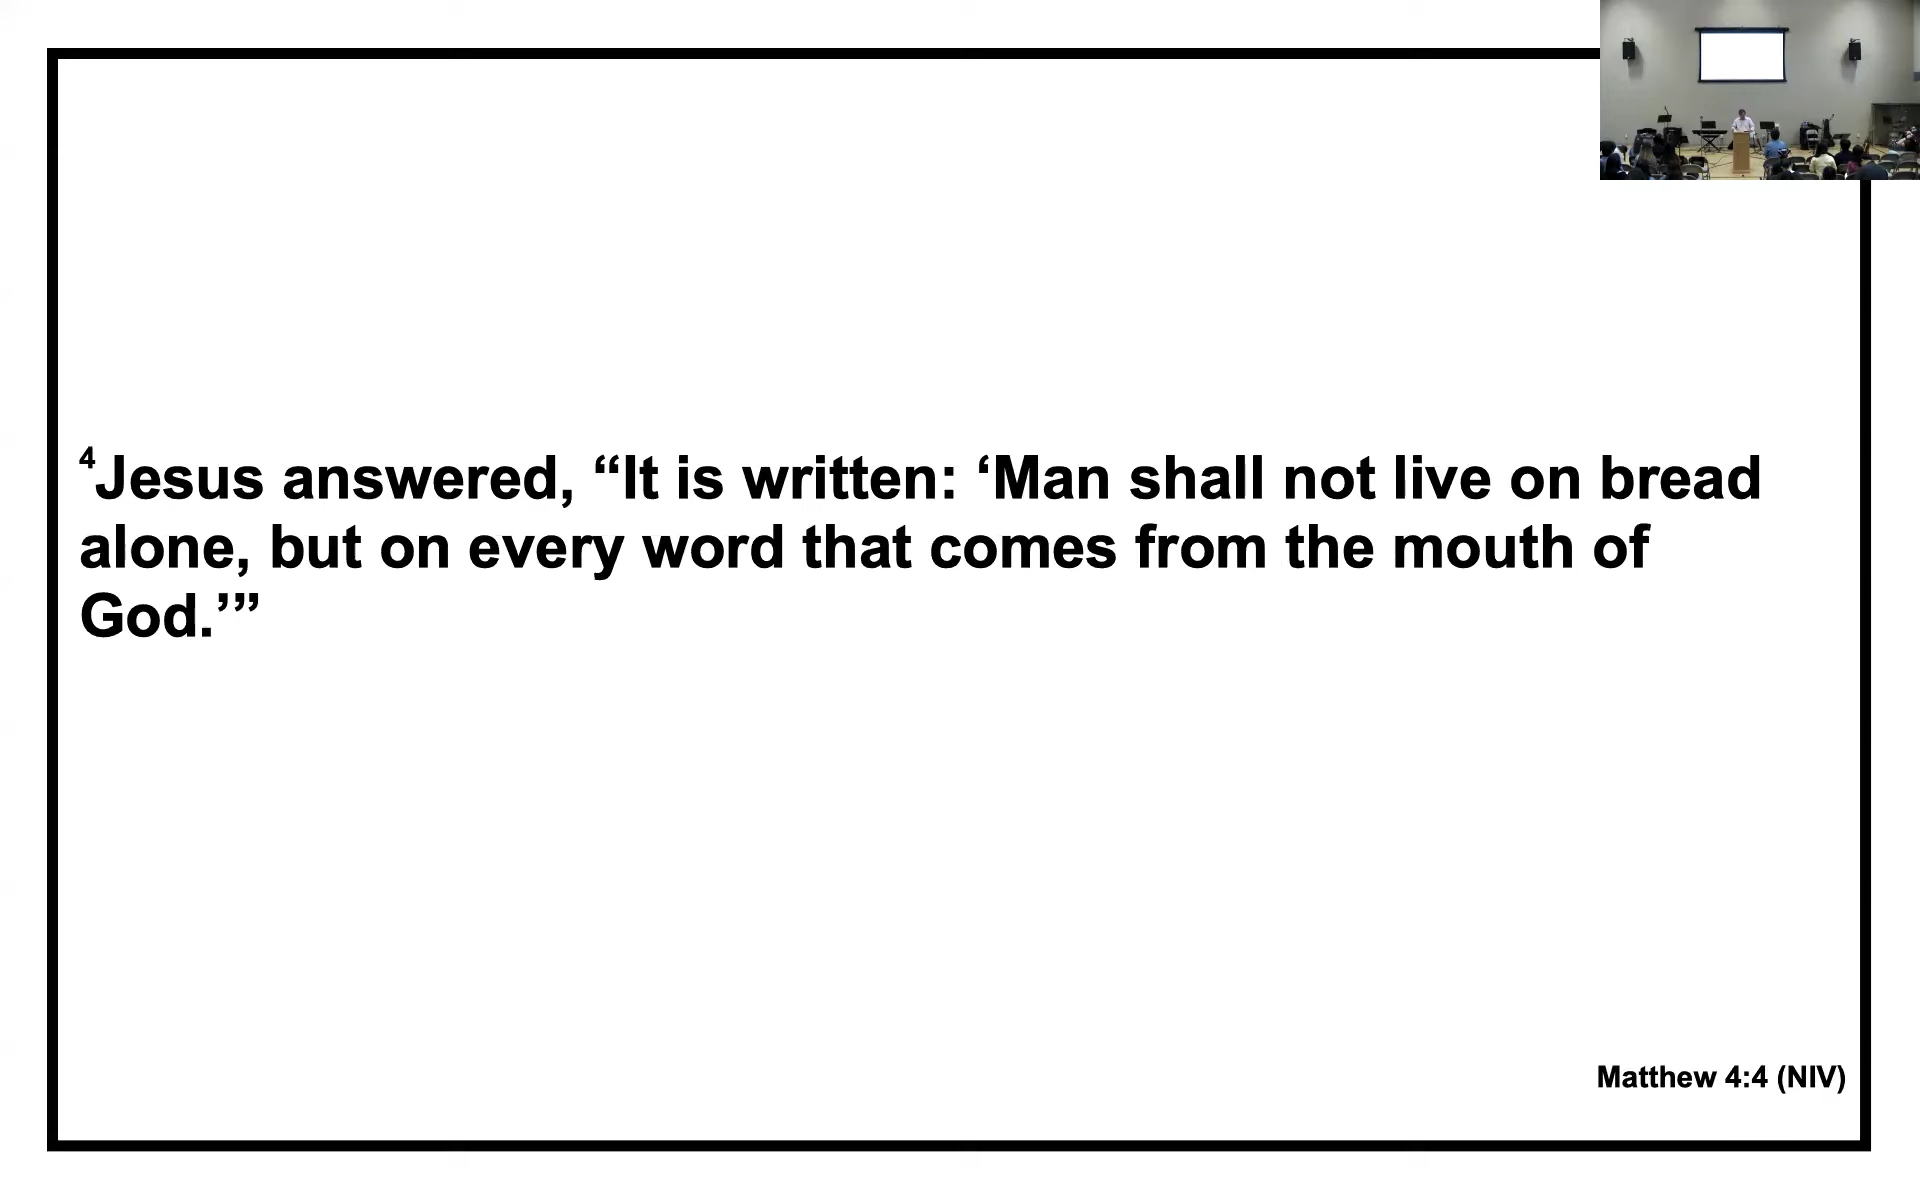 ⁴Jesus answered, “It is written: ‘Man shall not live on bread
alone, but on every word that comes from the mouth of
God.’”
Matthew 4:4 (NIV)